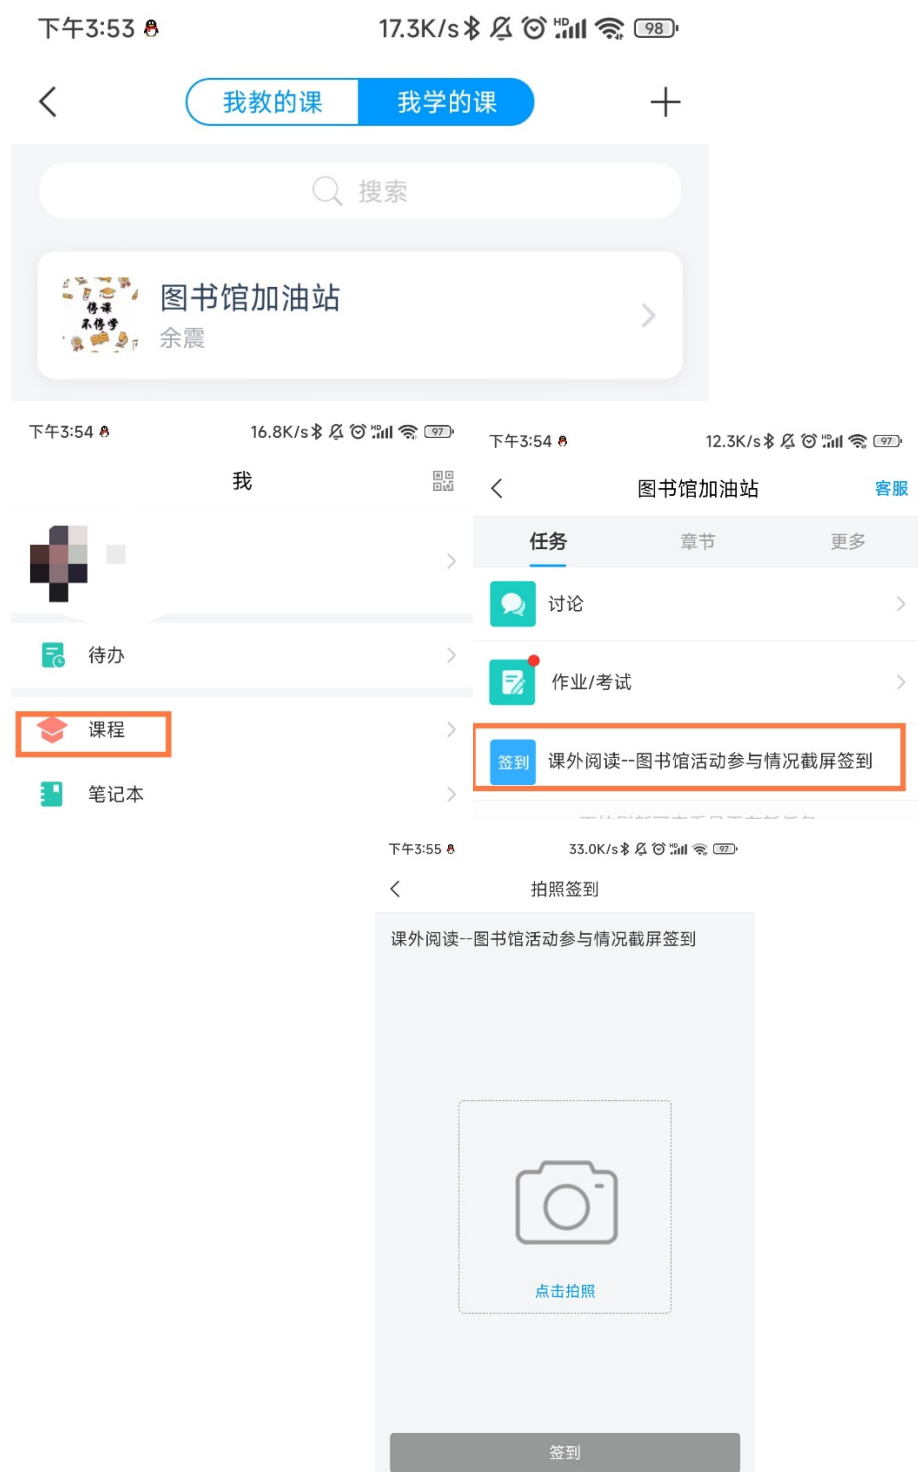 下午3:53 17.3K/s HD 98
我教的课 我学的课
搜索
停课
不停学
图书馆加油站
余震
下午3:54 16.8K/s HD 97
我
待办
课程
笔记本
下午3:54 12.3K/s HD 97
图书馆加油站 客服
任务 章节 更多
讨论
作业/考试
签到 课外阅读--图书馆活动参与情况截屏签到
下午3:55 33.0K/s HD 97
拍照签到
课外阅读--图书馆活动参与情况截屏签到
点击拍照
签到